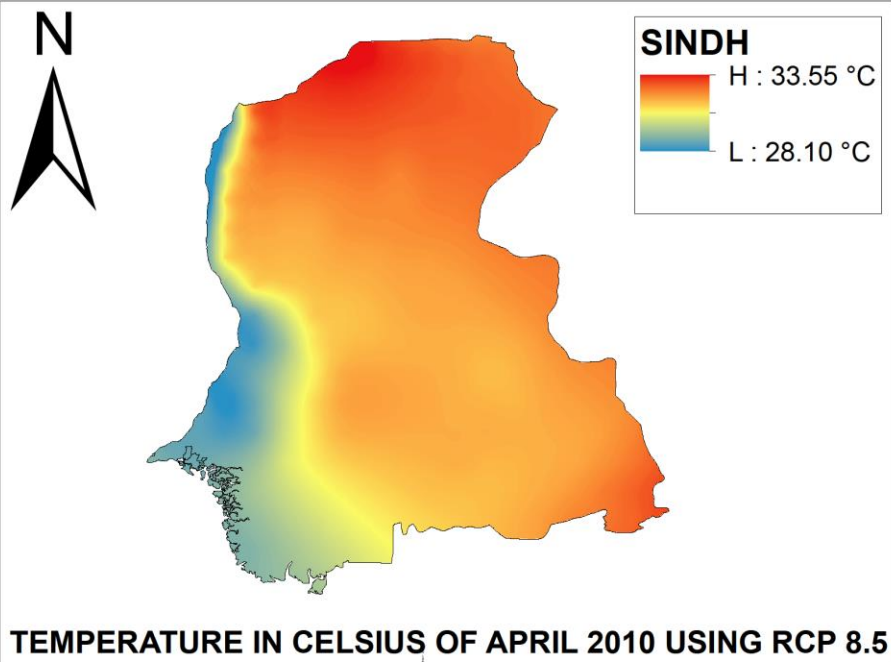 N
SINDH
H : 33.55 °C
L : 28.10 °C
TEMPERATURE IN CELSIUS OF APRIL 2010 USING RCP 8.5